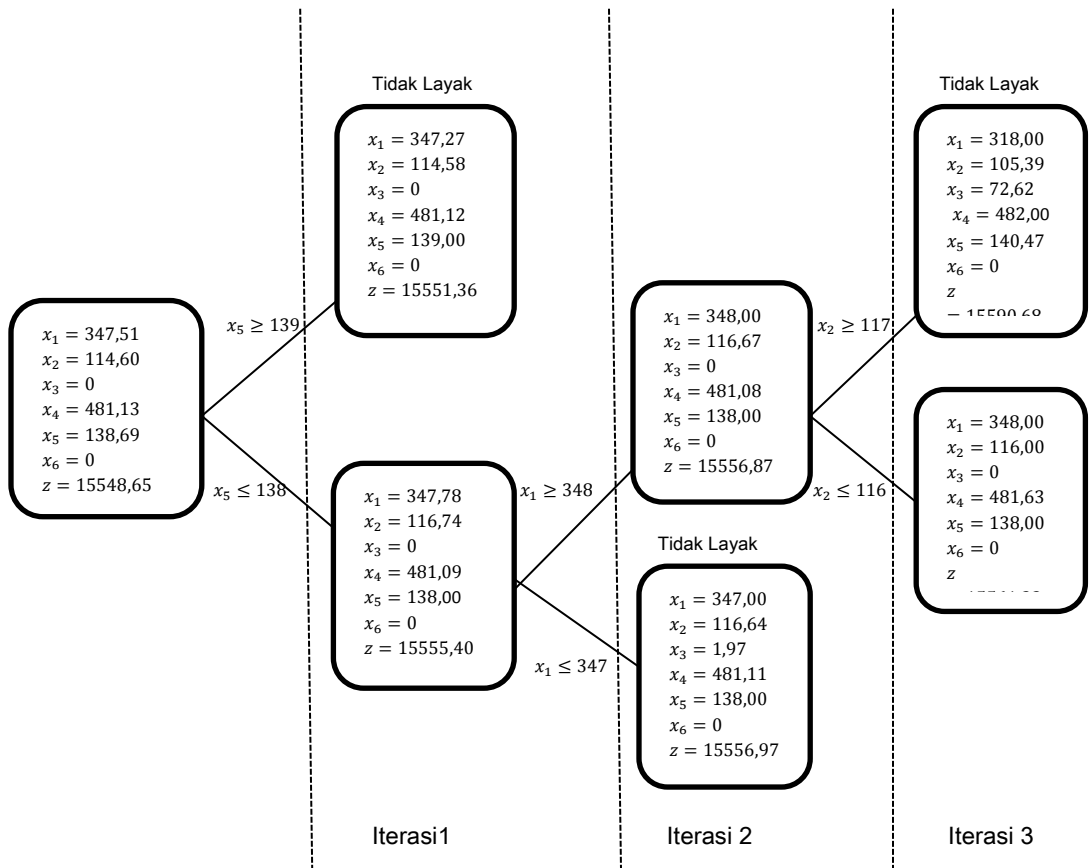 x₁ = 347,51
x₂ = 114,60
x₃ = 0
x₄ = 481,13
x₅ = 138,69
x₆ = 0
z = 15548,65
x₅ ≥ 139
x₅ ≤ 138
Tidak Layak
x₁ = 347,27
x₂ = 114,58
x₃ = 0
x₄ = 481,12
x₅ = 139,00
x₆ = 0
z = 15551,36
x₁ = 347,78
x₂ = 116,74
x₃ = 0
x₄ = 481,09
x₅ = 138,00
x₆ = 0
z = 15555,40
x₁ ≥ 348
x₁ ≤ 347
x₁ = 348,00
x₂ = 116,67
x₃ = 0
x₄ = 481,08
x₅ = 138,00
x₆ = 0
z = 15556,87
Tidak Layak
x₁ = 347,00
x₂ = 116,64
x₃ = 1,97
x₄ = 481,11
x₅ = 138,00
x₆ = 0
z = 15556,97
x₂ ≥ 117
x₂ ≤ 116
Tidak Layak
x₁ = 318,00
x₂ = 105,39
x₃ = 72,62
x₄ = 482,00
x₅ = 140,47
x₆ = 0
z
= 15590,68
x₁ = 348,00
x₂ = 116,00
x₃ = 0
x₄ = 481,63
x₅ = 138,00
x₆ = 0
z
Iterasi1
Iterasi 2
Iterasi 3